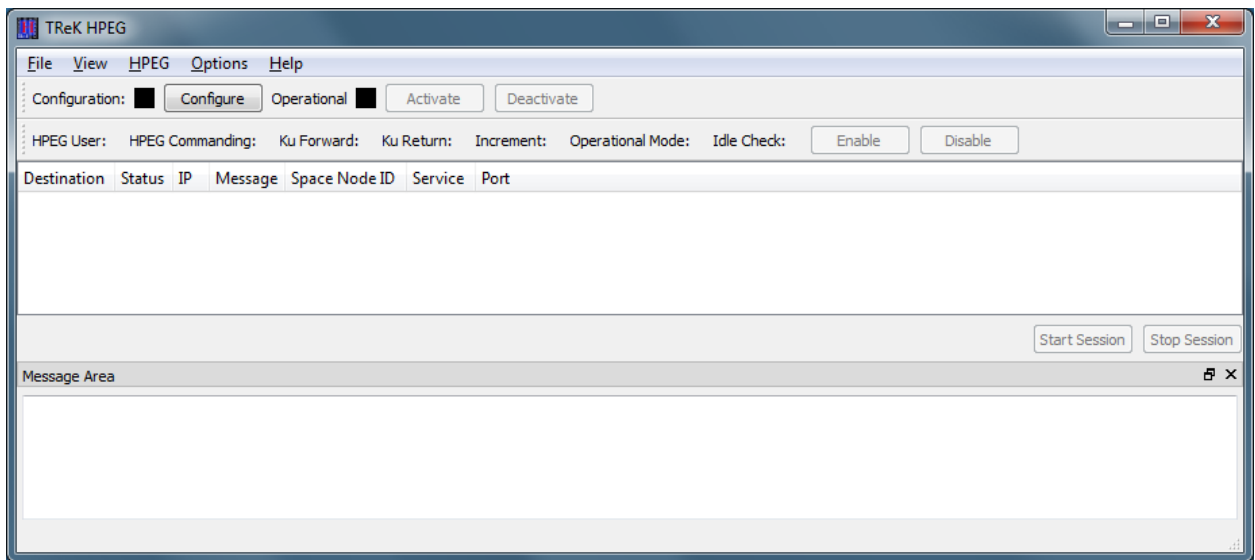 TReK HPEG
File View HPEG Options Help
Configuration: Configure Operational Activate Deactivate
HPEG User: HPEG Commanding: Ku Forward: Ku Return: Increment: Operational Mode: Idle Check: Enable Disable
Destination Status IP Message Space Node ID Service Port
Start Session Stop Session
Message Area